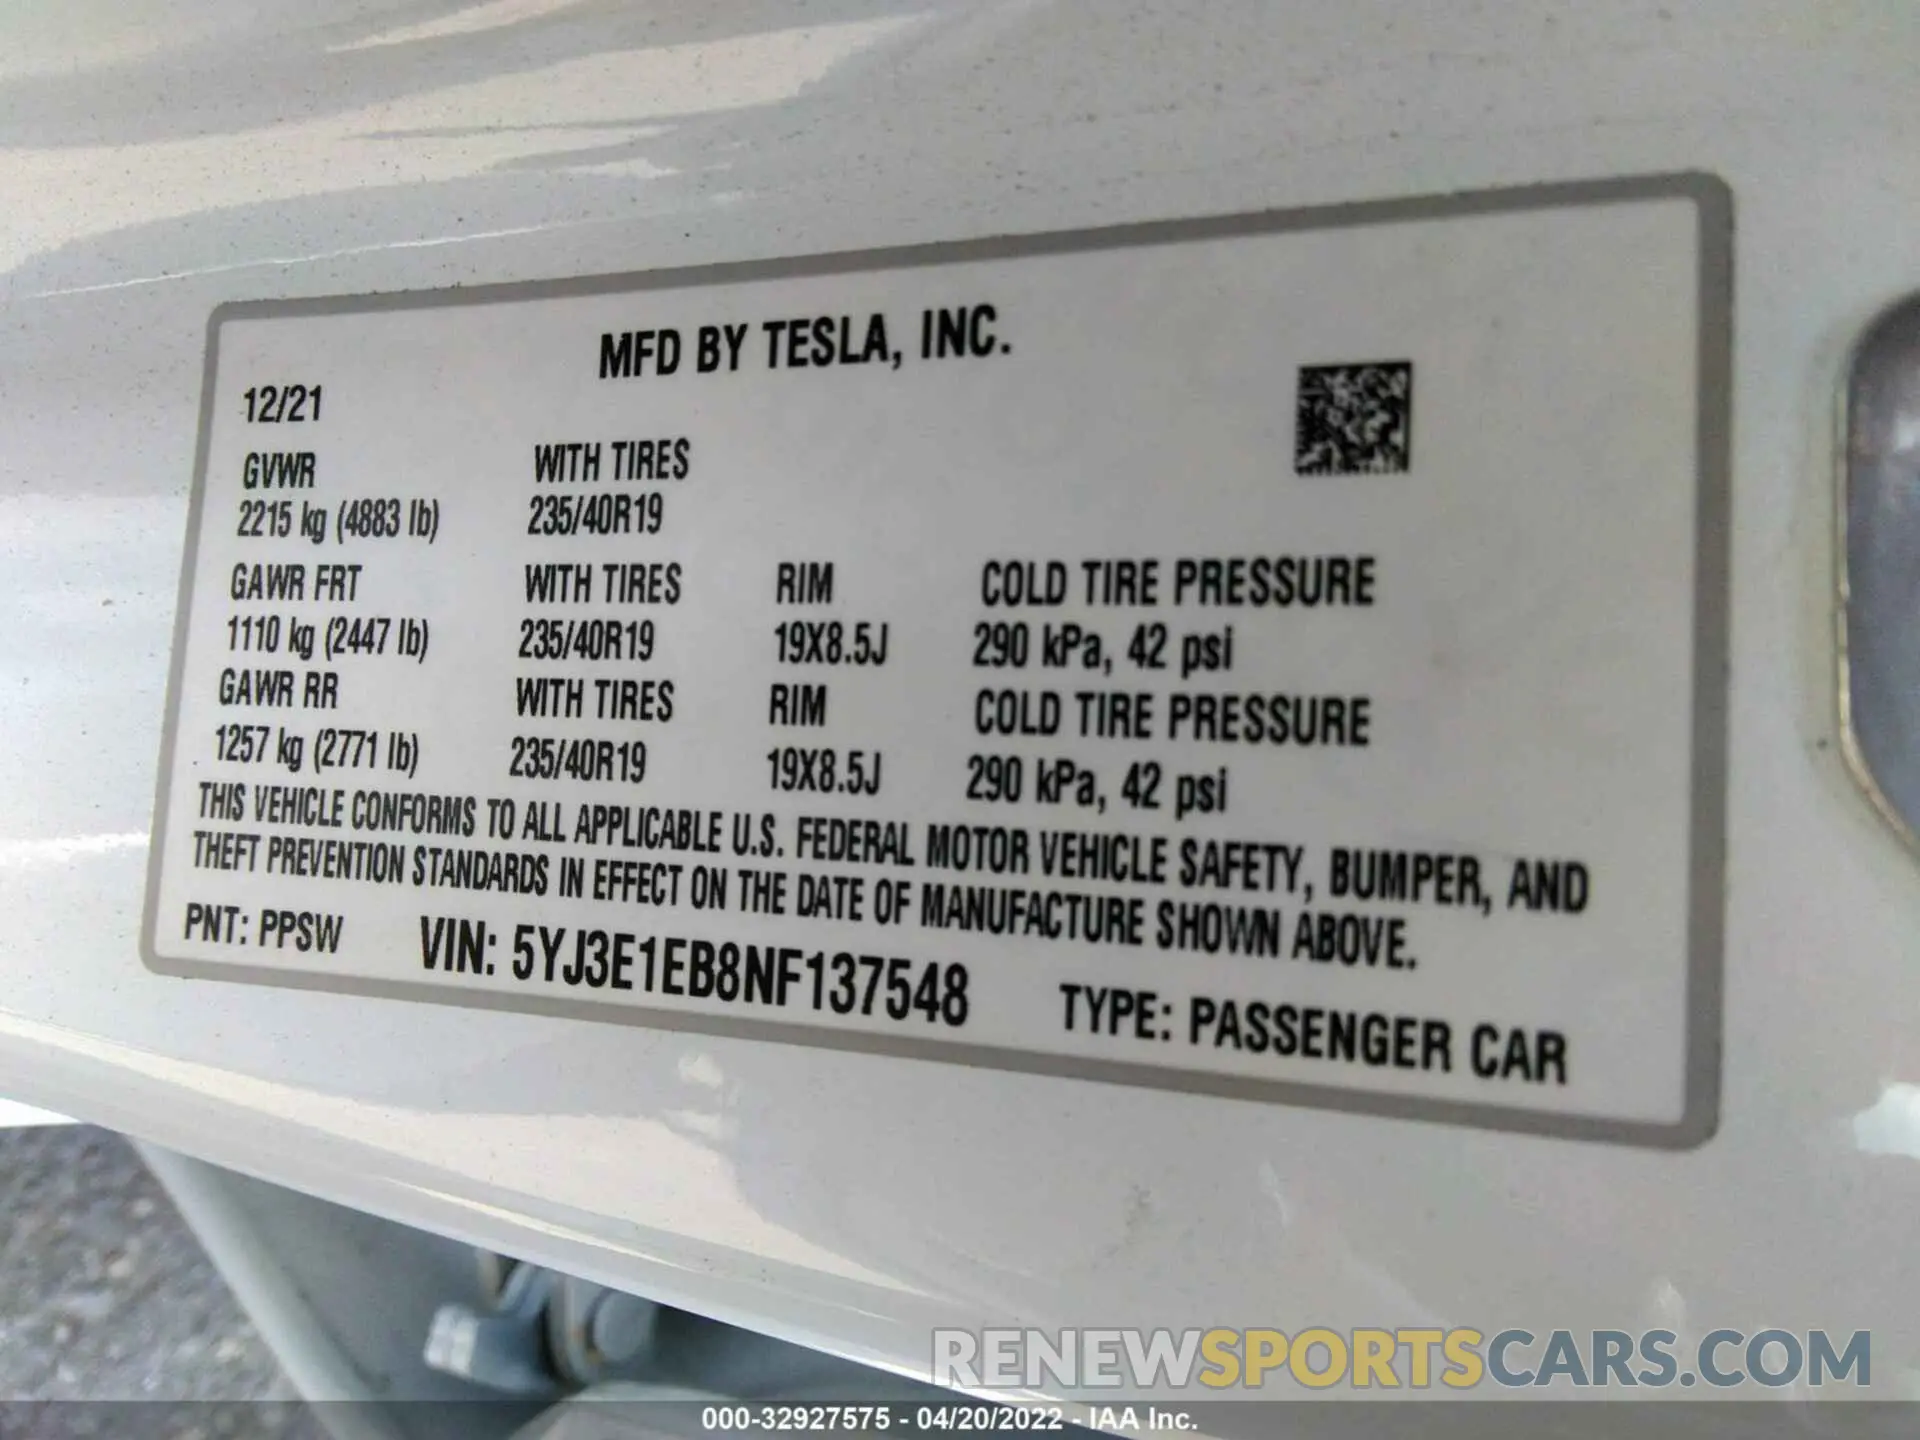 MFD BY TESLA, INC.
12/21
GVWR WITH TIRES
2215 kg (4883 lb) 235/40R19
GAWR FRT WITH TIRES RIM COLD TIRE PRESSURE
1110 kg (2447 lb) 235/40R19 19X8.5J 290 kPa, 42 psi
GAWR RR WITH TIRES RIM COLD TIRE PRESSURE
1257 kg (2771 lb) 235/40R19 19X8.5J 290 kPa, 42 psi
THIS VEHICLE CONFORMS TO ALL APPLICABLE U.S. FEDERAL MOTOR VEHICLE SAFETY, BUMPER, AND
THEFT PREVENTION STANDARDS IN EFFECT ON THE DATE OF MANUFACTURE SHOWN ABOVE.
PNT: PPSW VIN: 5YJ3E1EB8NF137548 TYPE: PASSENGER CAR
RENEWSPORTSCARS.COM
000-32927575 - 04/20/2022 - IAA Inc.